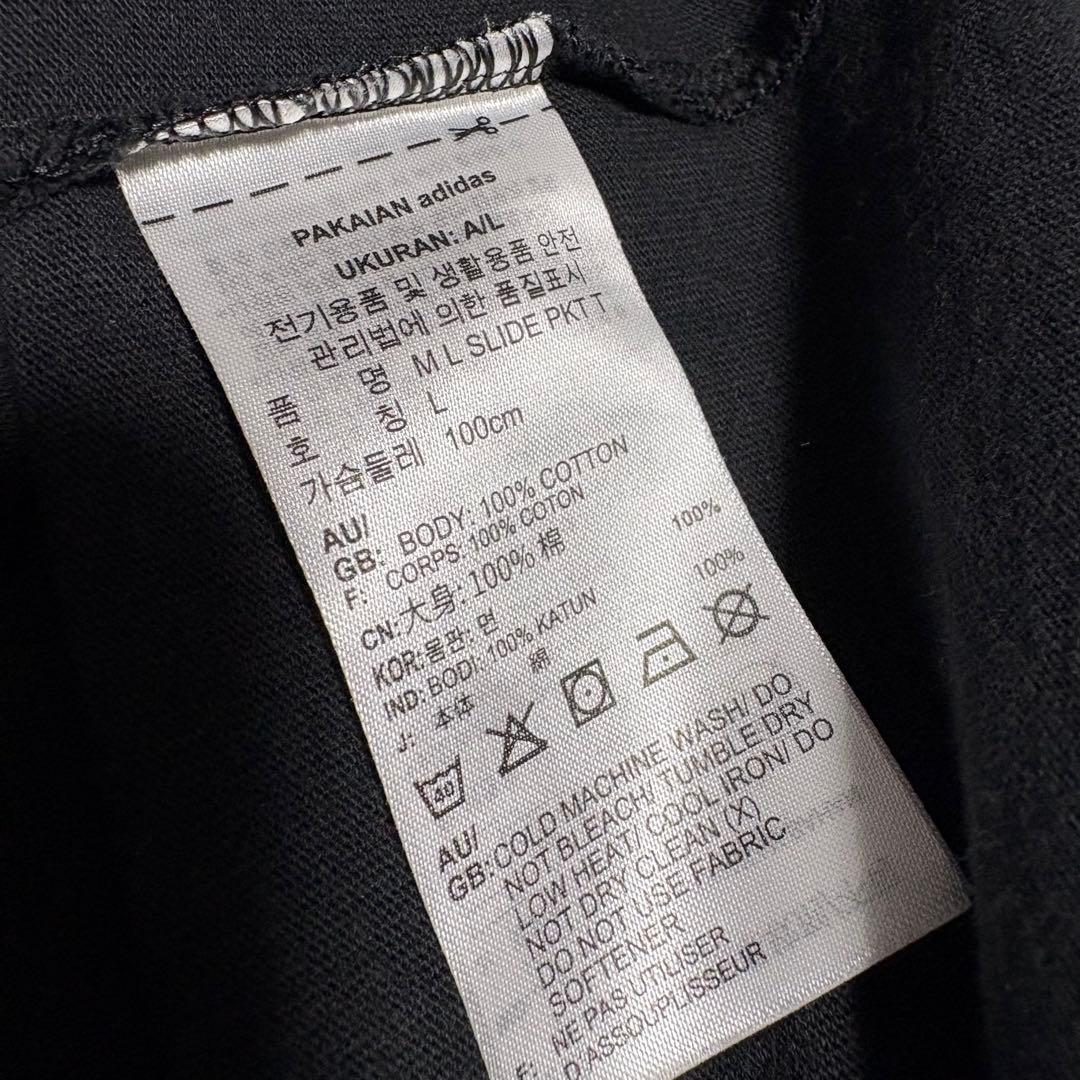 PAKAIAN adidas
UKURAN: A/L
전기용품 및 생활용품 안전
관리법에 의한 품질표시
품 명 M L SLIDE PKT T
호 칭 L
가슴둘레 100cm
AU/
GB: BODY: 100% COTTON
F: CORPS: 100% COTON
CN: 大身: 100% 棉
KOR: 몸판: 면 100%
IND: BODI: 100% KATUN
J: 本体 綿 100%
40
AU/
GB: COLD MACHINE WASH/ DO
NOT BLEACH/ TUMBLE DRY
LOW HEAT/ COOL IRON/ DO
NOT DRY CLEAN (X)
DO NOT USE FABRIC
SOFTENER
F: NE PAS UTILISER
D'ASSOUPLISSEUR